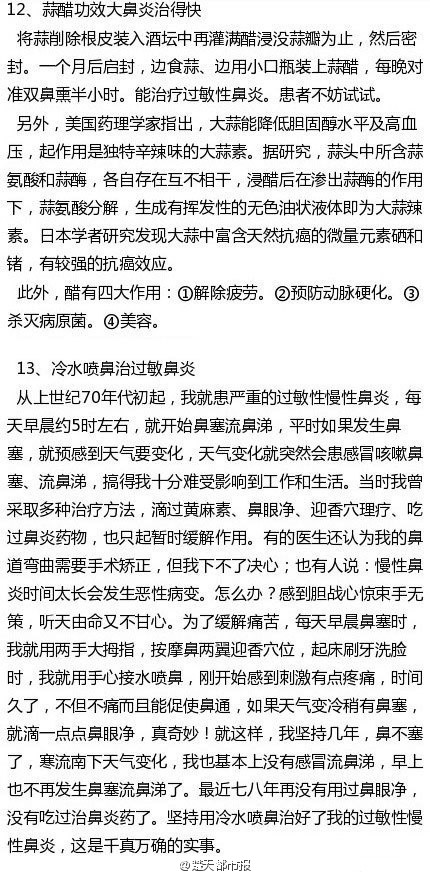 12、蒜醋功效大鼻炎治得快
将蒜削除根皮装入酒坛中再灌满醋浸没蒜瓣为止，然后密
封。一个月后启封，边食蒜、边用小口瓶装上蒜醋，每晚对
准双鼻熏半小时。能治疗过敏性鼻炎。患者不妨试试。
另外，美国药理学家指出，大蒜能降低胆固醇水平及高血
压，起作用是独特辛辣味的大蒜素。据研究，蒜头中所含蒜
氨酸和蒜酶，各自存在互不相干，浸醋后在渗出蒜酶的作用
下，蒜氨酸分解，生成有挥发性的无色油状液体即为大蒜辣
素。日本学者研究发现大蒜中富含天然抗癌的微量元素硒和
锗，有较强的抗癌效应。
此外，醋有四大作用：①解除疲劳。②预防动脉硬化。③
杀灭病原菌。④美容。
13、冷水喷鼻治过敏鼻炎
从上世纪70年代初起，我就患严重的过敏性慢性鼻炎，每
天早晨约5时左右，就开始鼻塞流鼻涕，平时如果发生鼻
塞，就预感到天气要变化，天气变化就突然会患感冒咳嗽鼻
塞、流鼻涕，搞得我十分难受影响到工作和生活。当时我曾
采取多种治疗方法，滴过黄麻素、鼻眼净、迎香穴理疗、吃
过鼻炎药物，也只起暂时缓解作用。有的医生还认为我的鼻
道弯曲需要手术矫正，但我下不了决心；也有人说：慢性鼻
炎时间太长会发生恶性病变。怎么办？感到胆战心惊束手无
策，听天由命又不甘心。为了缓解痛苦，每天早晨鼻塞时，
我就用两手大拇指，按摩鼻两翼迎香穴位，起床刷牙洗脸
时，我就用手心接水喷鼻，刚开始感到刺激有点疼痛，时间
久了，不但不痛而且能促使鼻通，如果天气变冷稍有鼻塞，
就滴一点点鼻眼净，真奇妙！就这样，我坚持几年，鼻不塞
了，寒流南下天气变化，我也基本上没有感冒流鼻涕，早上
也不再发生鼻塞流鼻涕了。最近七八年再没有用过鼻眼净，
没有吃过治鼻炎药了。坚持用冷水喷鼻治好了我的过敏性慢
性鼻炎，这是千真万确的实事。
@楚天都市报